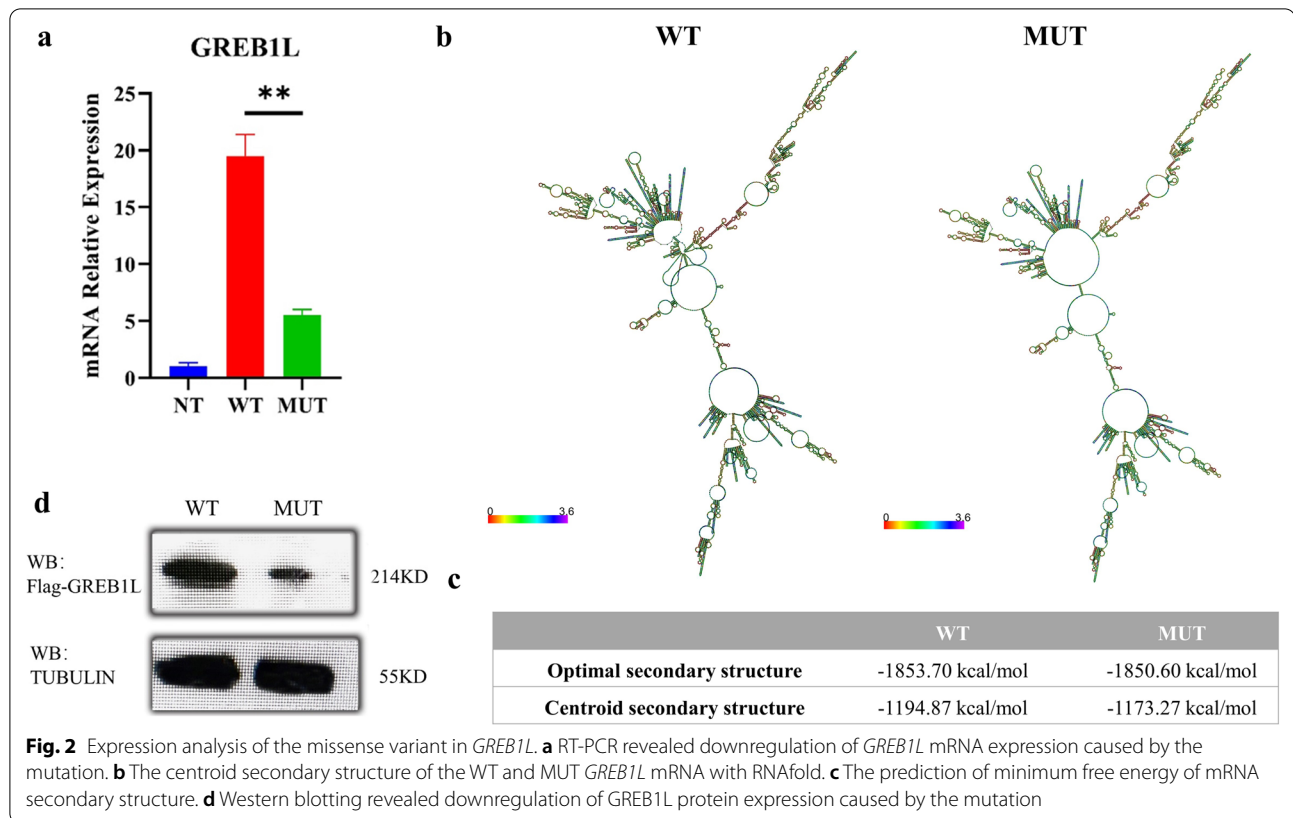 a
GREB1L
**
mRNA Relative Expression
25
20
15
10
5
0
NT WT MUT
b
WT MUT
0 3.6
0 3.6
d
WT MUT
WB:
Flag-GREB1L
214KD
WB:
TUBULIN
55KD
c
WT MUT
Optimal secondary structure -1853.70 kcal/mol -1850.60 kcal/mol
Centroid secondary structure -1194.87 kcal/mol -1173.27 kcal/mol
Fig. 2 Expression analysis of the missense variant in GREB1L. a RT-PCR revealed downregulation of GREB1L mRNA expression caused by the
mutation. b The centroid secondary structure of the WT and MUT GREB1L mRNA with RNAfold. c The prediction of minimum free energy of mRNA
secondary structure. d Western blotting revealed downregulation of GREB1L protein expression caused by the mutation